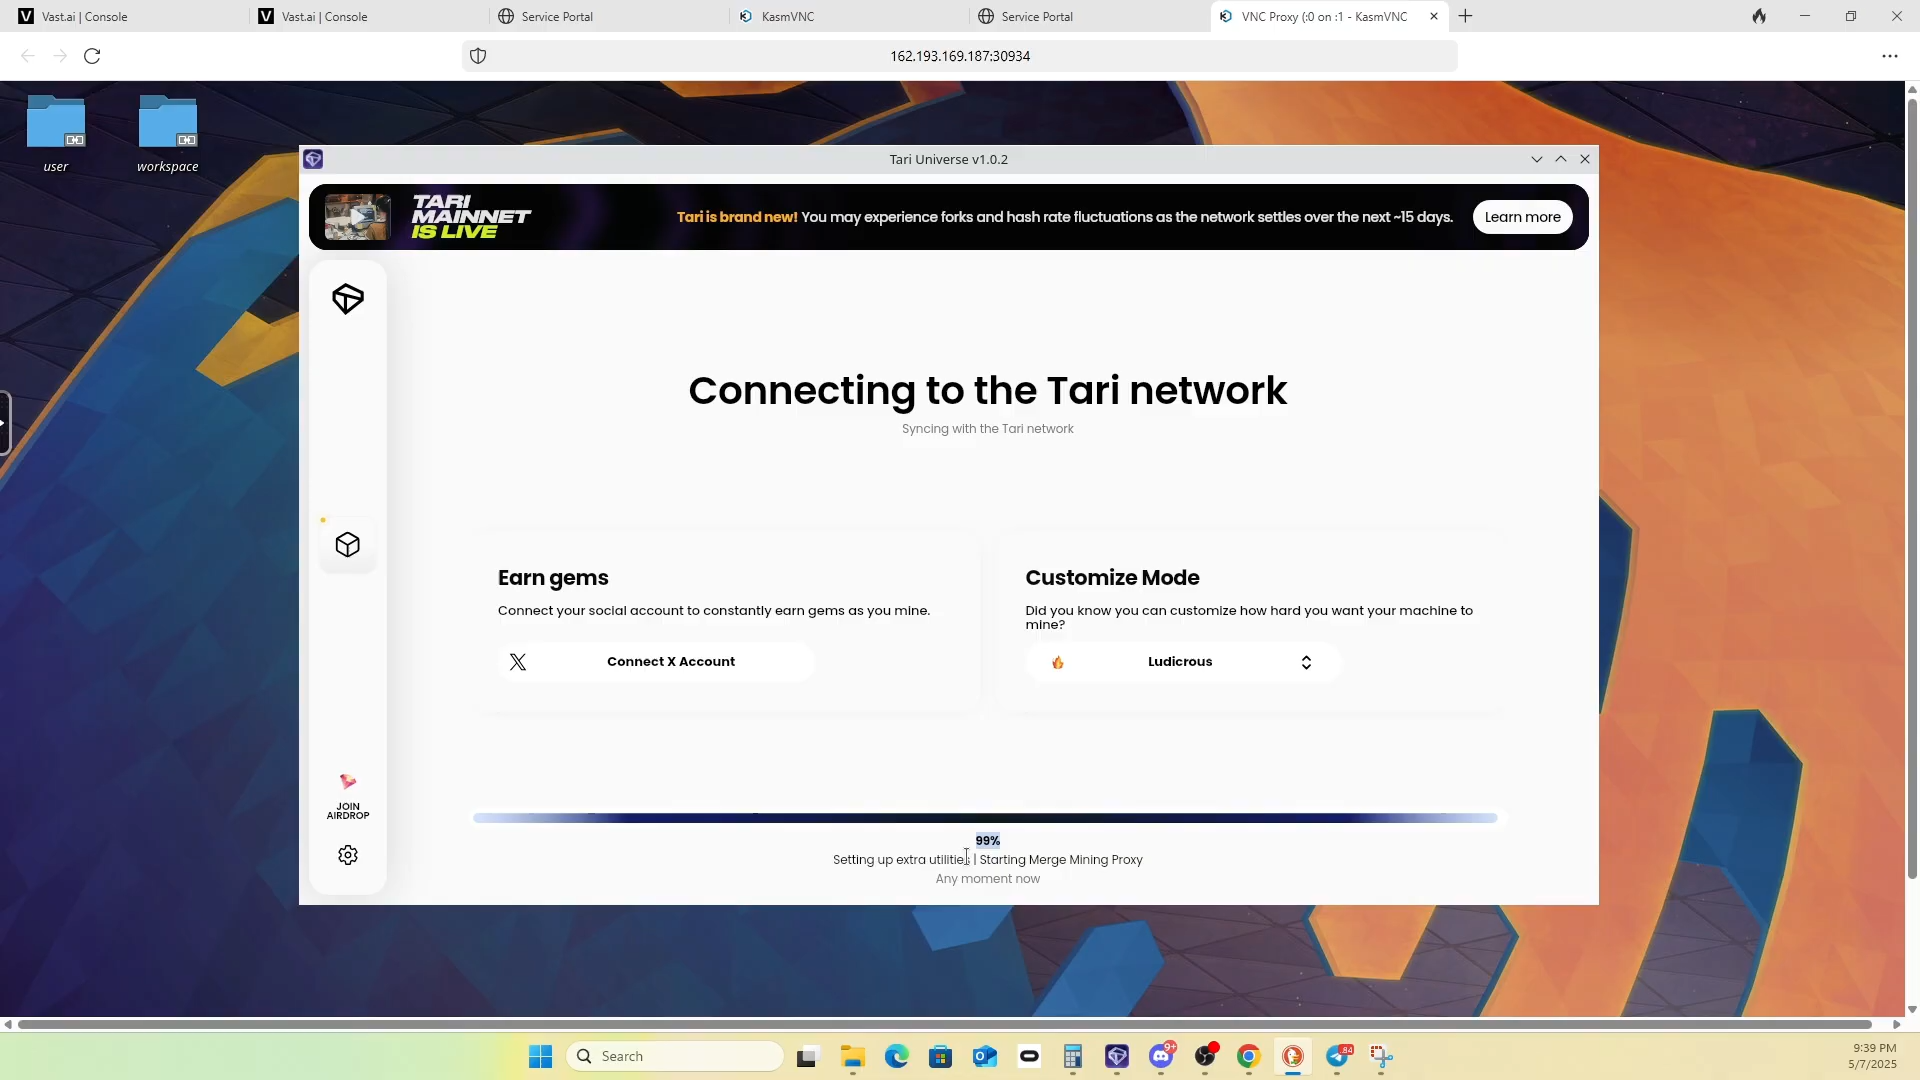 Vast.ai | Console
Vast.ai | Console
Service Portal
KasmVNC
Service Portal
VNC Proxy (:0 on :1 - KasmVNC
162.193.169.187:30934
user
workspace
Tari Universe v1.0.2
TARI
MAINNET
IS LIVE
Tari is brand new! You may experience forks and hash rate fluctuations as the network settles over the next ~15 days.
Learn more
Connecting to the Tari network
Syncing with the Tari network
Earn gems
Connect your social account to constantly earn gems as you mine.
Connect X Account
Customize Mode
Did you know you can customize how hard you want your machine to
mine?
Ludicrous
JOIN
AIRDROP
99%
Setting up extra utilities | Starting Merge Mining Proxy
Any moment now
Search
9+
84
9:39 PM
5/7/2025